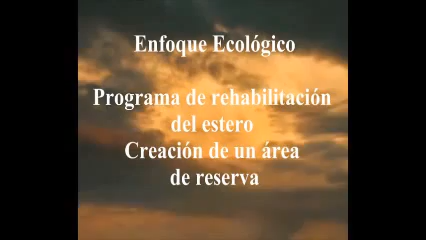 Enfoque Ecológico
Programa de rehabilitación
del estero
Creación de un área
de reserva